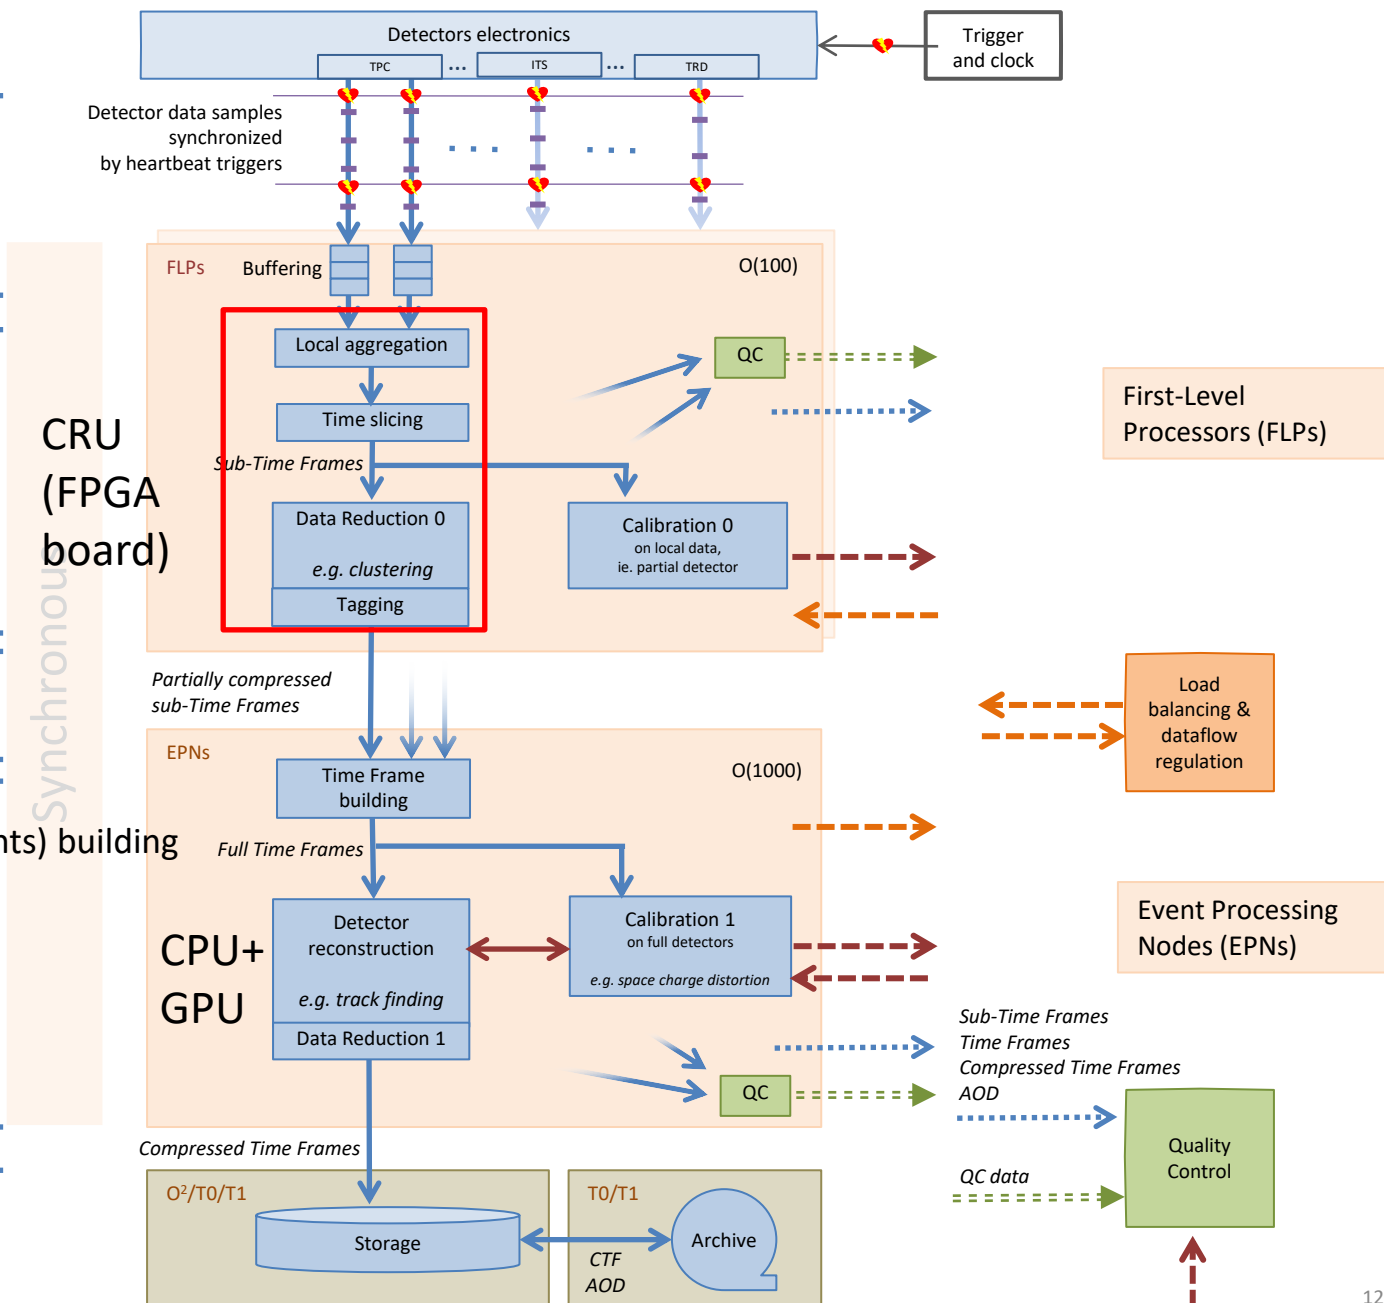 Detectors electronics
TPC
...
ITS
...
TRD
Trigger
and clock
Detector data samples
synchronized
by heartbeat triggers
FLPs
Buffering
O(100)
Local aggregation
QC
Time slicing
Sub-Time Frames
Data Reduction 0
e.g. clustering
Tagging
Calibration 0
on local data,
ie. partial detector
CRU
(FPGA
board)
Synchronous
First-Level
Processors (FLPs)
Partially compressed
sub-Time Frames
Load
balancing &
dataflow
regulation
EPNs
O(1000)
Time Frame
building
nts) building
Full Time Frames
Detector
reconstruction
e.g. track finding
Data Reduction 1
Calibration 1
on full detectors
e.g. space charge distortion
CPU+
GPU
Event Processing
Nodes (EPNs)
QC
Sub-Time Frames
Time Frames
Compressed Time Frames
AOD
QC data
Quality
Control
Compressed Time Frames
O²/T0/T1
Storage
T0/T1
Archive
CTF
AOD
12